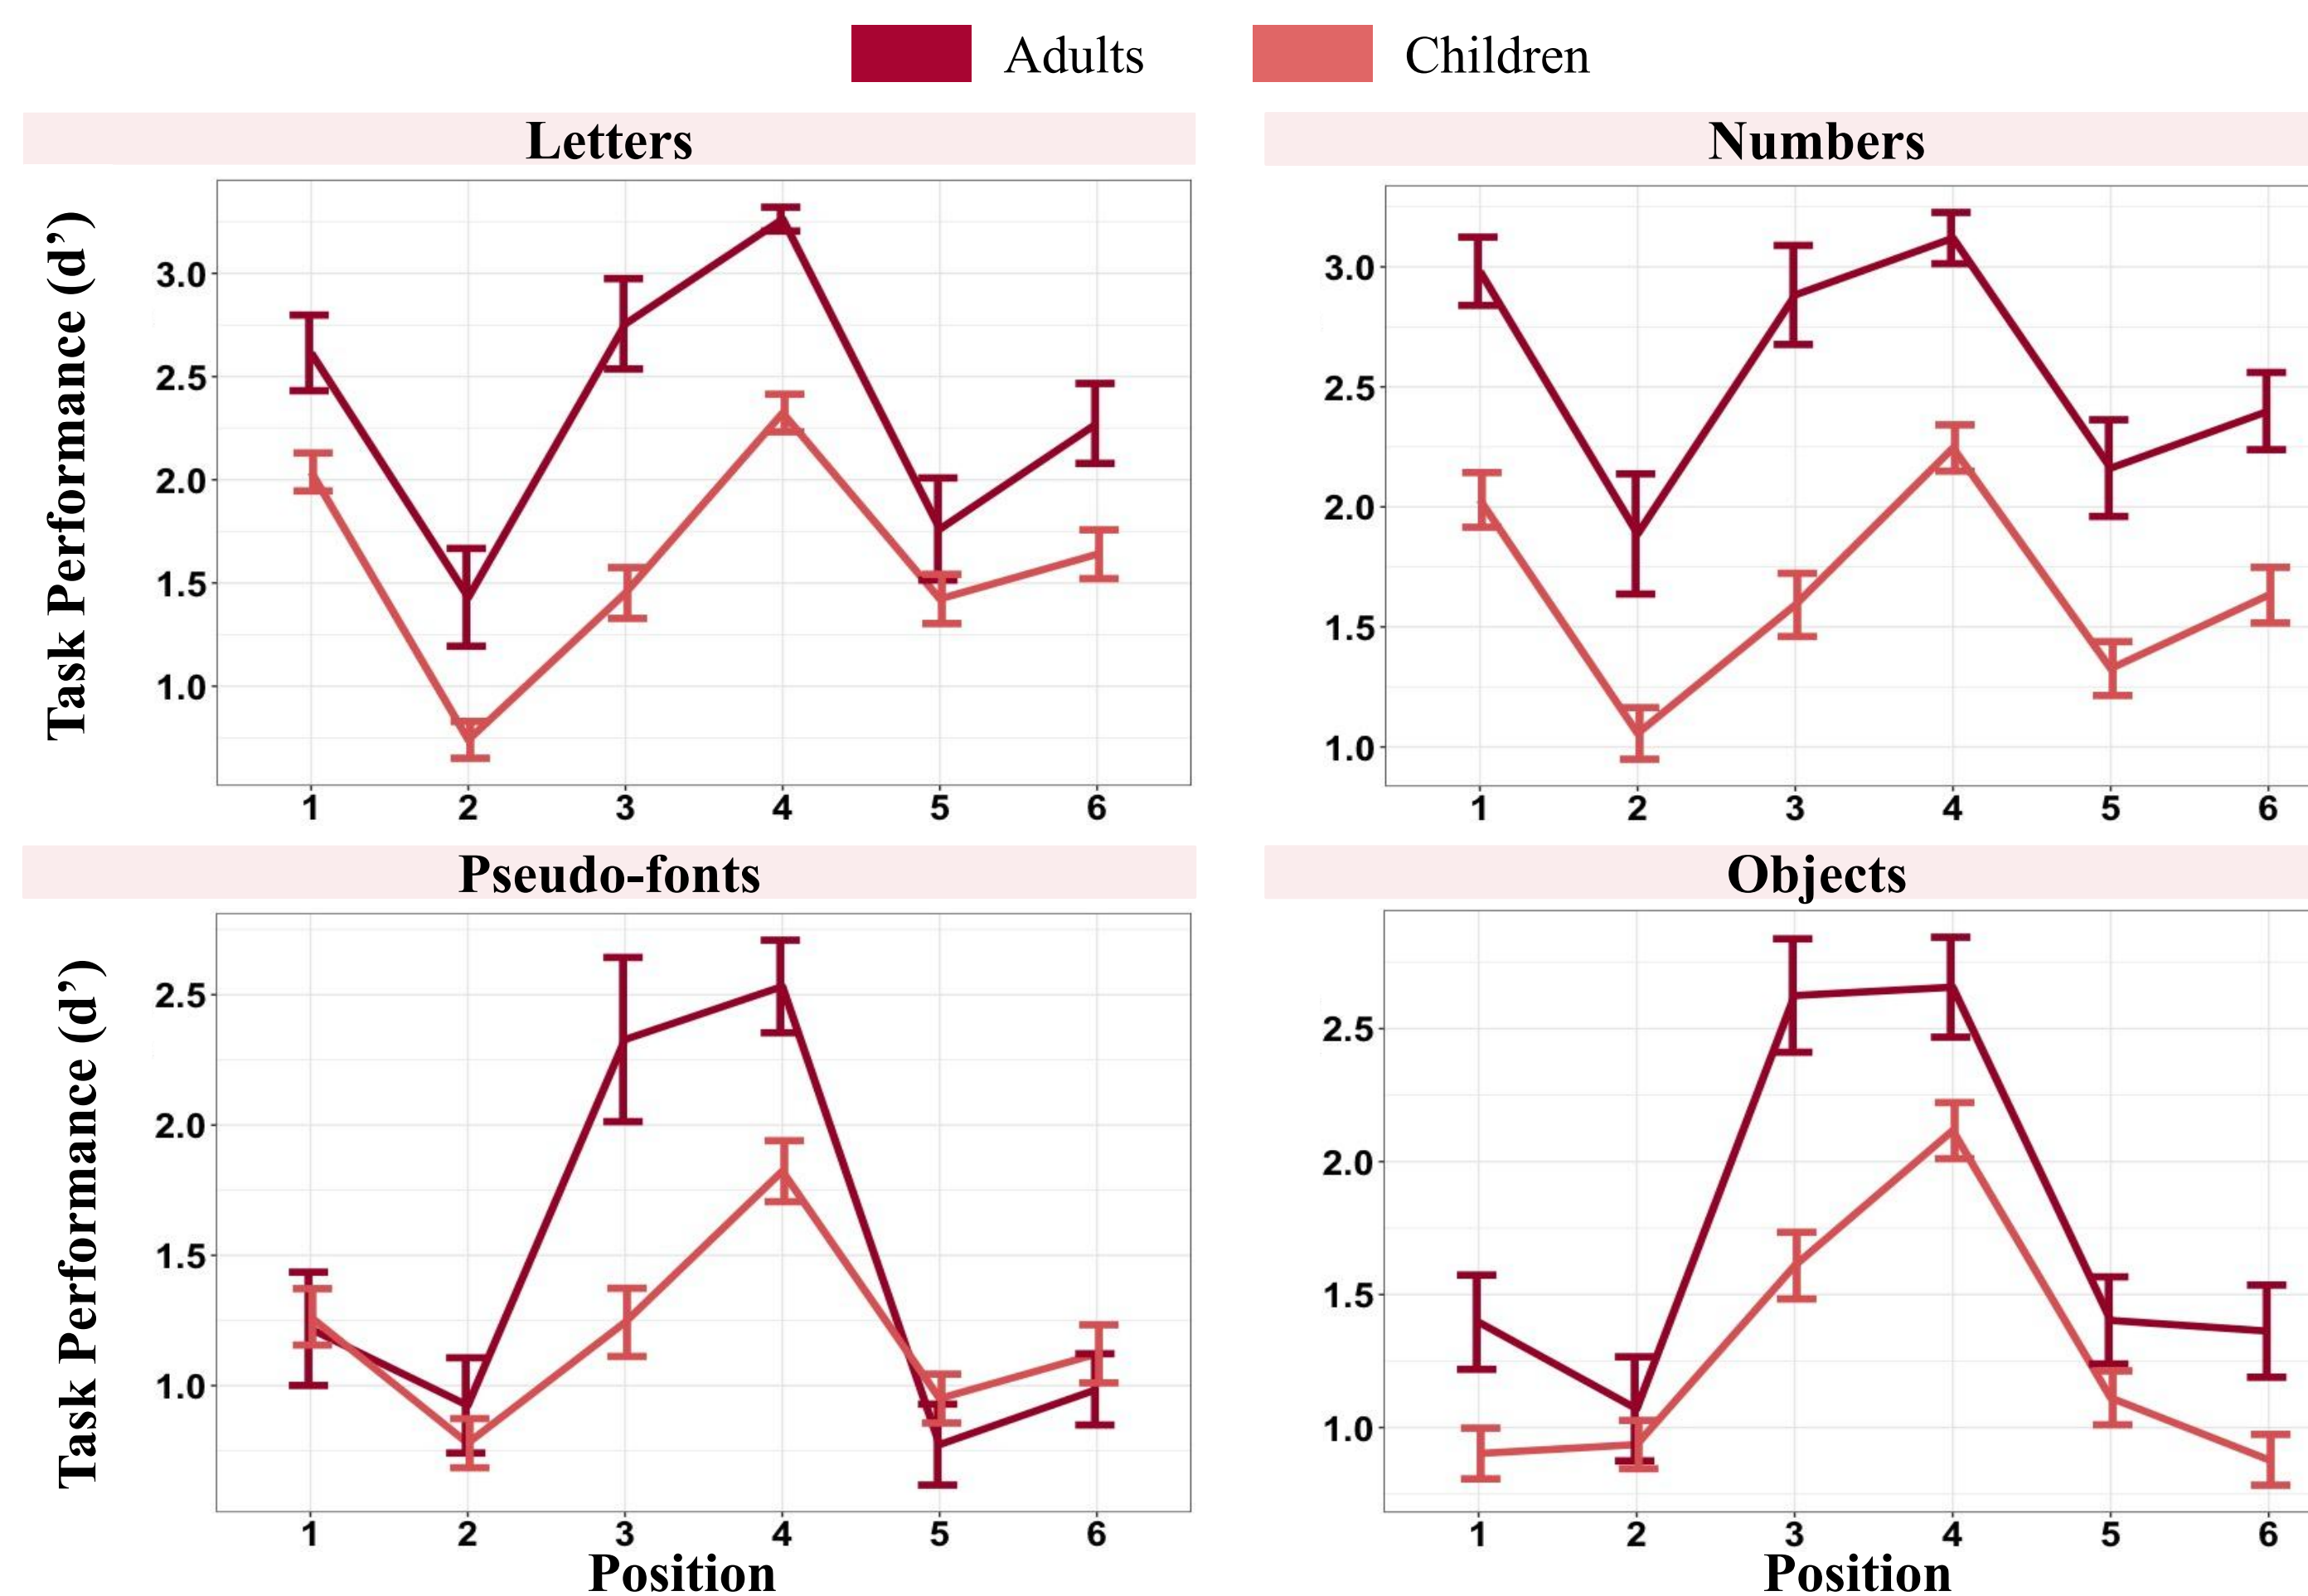 Adults Children
Letters
Numbers
Task Performance (d’)
3.0
2.5
2.0
1.5
1.0
1 2 3 4 5 6
3.0
2.5
2.0
1.5
1.0
1 2 3 4 5 6
Pseudo-fonts
Objects
Task Performance (d’)
2.5
2.0
1.5
1.0
1 2 3 4 5 6
Position
2.5
2.0
1.5
1.0
1 2 3 4 5 6
Position